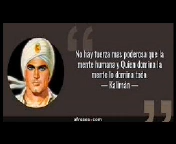 No hay fuerza mas poderosa que la
mente humana y Quien domina la
mente lo domina todo
— Kaliman —
afrases.com